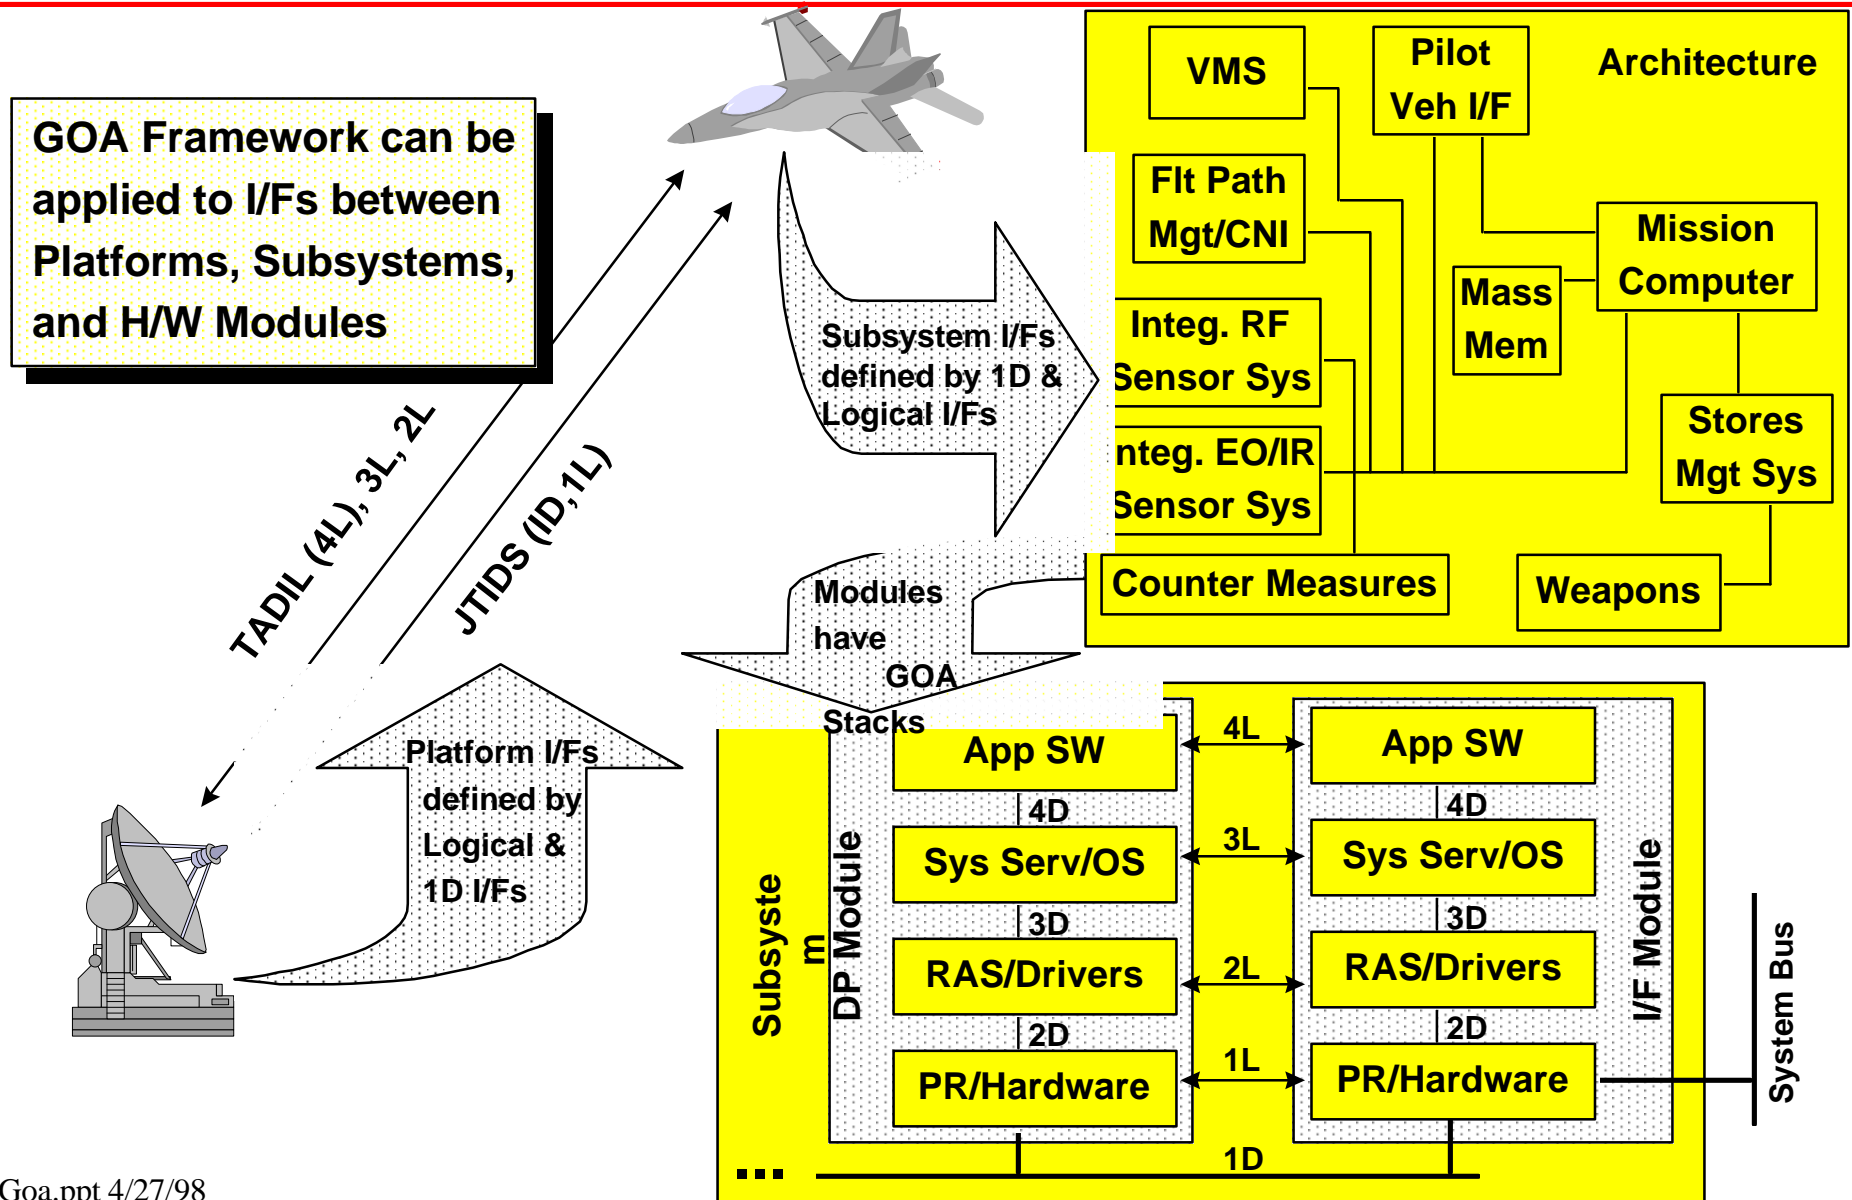 GOA Framework can be
applied to I/Fs between
Platforms, Subsystems,
and H/W Modules
TADIL (4L), 3L, 2L
JTIDS (ID,1L)
Subsystem I/Fs
defined by 1D &
Logical I/Fs
Architecture
VMS
Pilot
Veh I/F
Flt Path
Mgt/CNI
Mission
Computer
Mass
Mem
Integ. RF
Sensor Sys
Stores
Mgt Sys
nteg. EO/IR
Sensor Sys
Counter Measures
Weapons
Modules
have
GOA
Stacks
Platform I/Fs
defined by
Logical &
1D I/Fs
Subsyste
m
DP Module
App SW
4D
Sys Serv/OS
3D
RAS/Drivers
2D
PR/Hardware
4L
3L
2L
1L
App SW
4D
Sys Serv/OS
3D
RAS/Drivers
2D
PR/Hardware
I/F Module
System Bus
...
1D
Goa.ppt 4/27/98